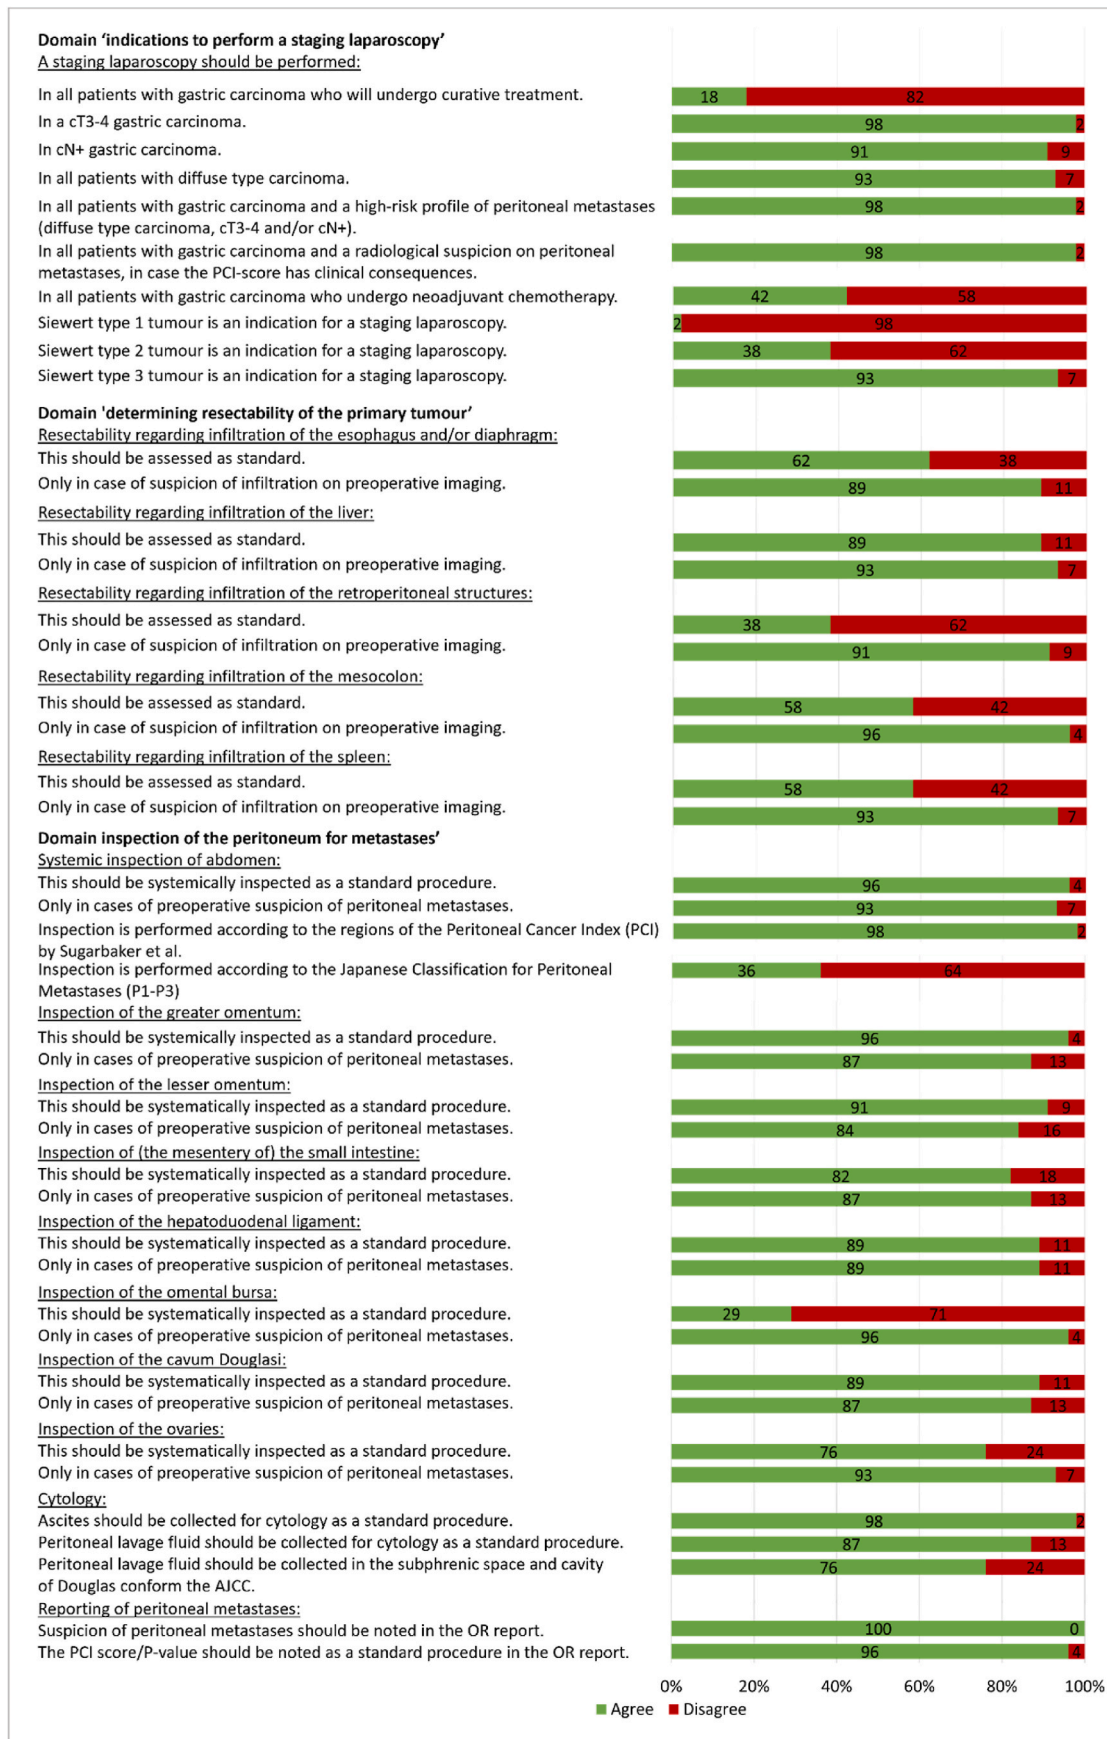 Domain ‘indications to perform a staging laparoscopy’
A staging laparoscopy should be performed:
In all patients with gastric carcinoma who will undergo curative treatment.
18 82
In a cT3-4 gastric carcinoma.
98 2
In cN+ gastric carcinoma.
91 9
In all patients with diffuse type carcinoma.
93 7
In all patients with gastric carcinoma and a high-risk profile of peritoneal metastases
(diffuse type carcinoma, cT3-4 and/or cN+).
98 2
In all patients with gastric carcinoma and a radiological suspicion on peritoneal
metastases, in case the PCI-score has clinical consequences.
98 2
In all patients with gastric carcinoma who undergo neoadjuvant chemotherapy.
42 58
Siewert type 1 tumour is an indication for a staging laparoscopy.
2 98
Siewert type 2 tumour is an indication for a staging laparoscopy.
38 62
Siewert type 3 tumour is an indication for a staging laparoscopy.
93 7
Domain 'determining resectability of the primary tumour’
Resectability regarding infiltration of the esophagus and/or diaphragm:
This should be assessed as standard.
62 38
Only in case of suspicion of infiltration on preoperative imaging.
89 11
Resectability regarding infiltration of the liver:
This should be assessed as standard.
89 11
Only in case of suspicion of infiltration on preoperative imaging.
93 7
Resectability regarding infiltration of the retroperitoneal structures:
This should be assessed as standard.
38 62
Only in case of suspicion of infiltration on preoperative imaging.
91 9
Resectability regarding infiltration of the mesocolon:
This should be assessed as standard.
58 42
Only in case of suspicion of infiltration on preoperative imaging.
96 4
Resectability regarding infiltration of the spleen:
This should be assessed as standard.
58 42
Only in case of suspicion of infiltration on preoperative imaging.
93 7
Domain inspection of the peritoneum for metastases’
Systemic inspection of abdomen:
This should be systemically inspected as a standard procedure.
96 4
Only in cases of preoperative suspicion of peritoneal metastases.
93 7
Inspection is performed according to the regions of the Peritoneal Cancer Index (PCI)
by Sugarbaker et al.
98 2
Inspection is performed according to the Japanese Classification for Peritoneal
Metastases (P1-P3)
36 64
Inspection of the greater omentum:
This should be systemically inspected as a standard procedure.
96 4
Only in cases of preoperative suspicion of peritoneal metastases.
87 13
Inspection of the lesser omentum:
This should be systematically inspected as a standard procedure.
91 9
Only in cases of preoperative suspicion of peritoneal metastases.
84 16
Inspection of (the mesentery of) the small intestine:
This should be systematically inspected as a standard procedure.
82 18
Only in cases of preoperative suspicion of peritoneal metastases.
87 13
Inspection of the hepatoduodenal ligament:
This should be systematically inspected as a standard procedure.
89 11
Only in cases of preoperative suspicion of peritoneal metastases.
89 11
Inspection of the omental bursa:
This should be systematically inspected as a standard procedure.
29 71
Only in cases of preoperative suspicion of peritoneal metastases.
96 4
Inspection of the cavum Douglasi:
This should be systematically inspected as a standard procedure.
89 11
Only in cases of preoperative suspicion of peritoneal metastases.
87 13
Inspection of the ovaries:
This should be systematically inspected as a standard procedure.
76 24
Only in cases of preoperative suspicion of peritoneal metastases.
93 7
Cytology:
Ascites should be collected for cytology as a standard procedure.
98 2
Peritoneal lavage fluid should be collected for cytology as a standard procedure.
87 13
Peritoneal lavage fluid should be collected in the subphrenic space and cavity
of Douglas conform the AJCC.
76 24
Reporting of peritoneal metastases:
Suspicion of peritoneal metastases should be noted in the OR report.
100 0
The PCI score/P-value should be noted as a standard procedure in the OR report.
96 4
0% 20% 40% 60% 80% 100%
Agree Disagree